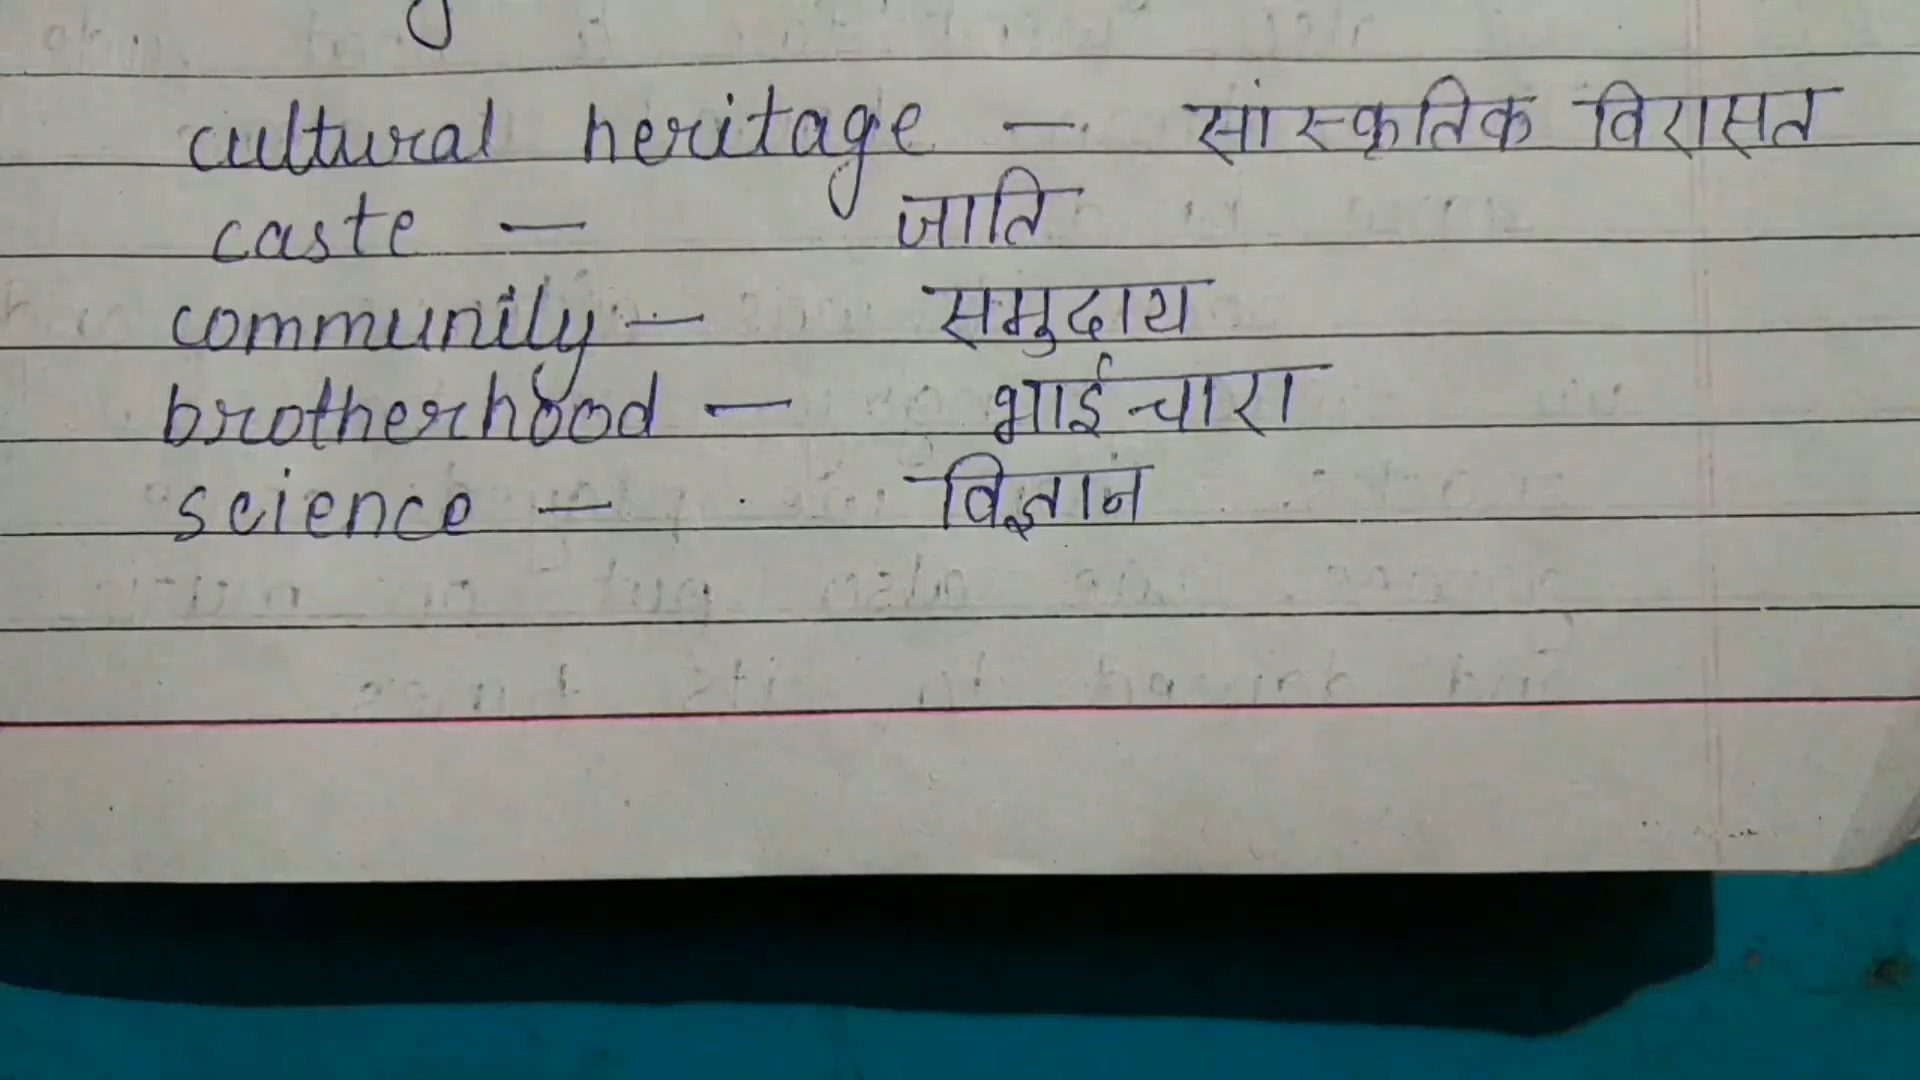 cultural heritage — सांस्कृतिक विरासत
caste — जाति
community — समुदाय
brotherhood — भाईचारा
science — विज्ञान